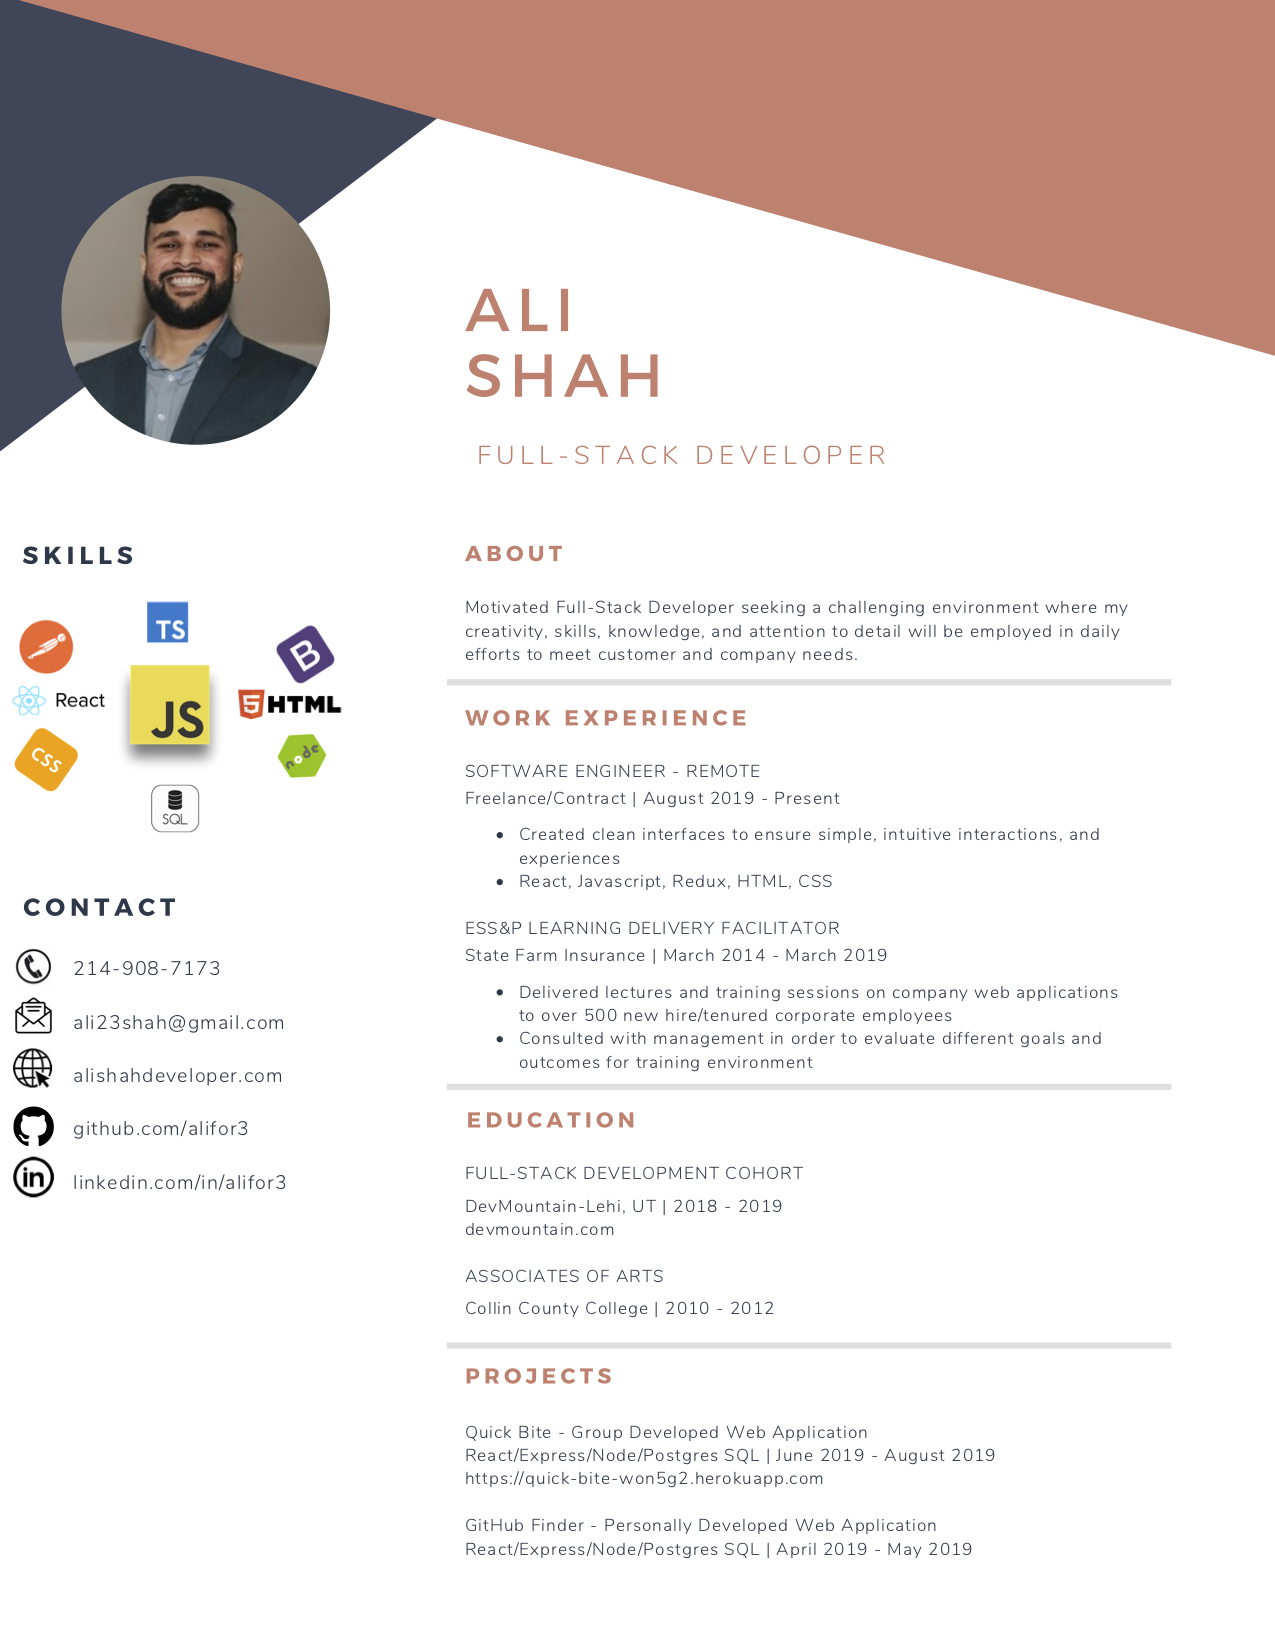 ALI
SHAH
FULL-STACK DEVELOPER
SKILLS
TS
B
React
JS
HTML
CSS
node
SQL
CONTACT
214-908-7173
ali23shah@gmail.com
alishahdeveloper.com
github.com/alifor3
in
linkedin.com/in/alifor3
ABOUT
Motivated Full-Stack Developer seeking a challenging environment where my
creativity, skills, knowledge, and attention to detail will be employed in daily
efforts to meet customer and company needs.
WORK EXPERIENCE
SOFTWARE ENGINEER - REMOTE
Freelance/Contract | August 2019 - Present
• Created clean interfaces to ensure simple, intuitive interactions, and
experiences
• React, Javascript, Redux, HTML, CSS
ESS&P LEARNING DELIVERY FACILITATOR
State Farm Insurance | March 2014 - March 2019
• Delivered lectures and training sessions on company web applications
to over 500 new hire/tenured corporate employees
• Consulted with management in order to evaluate different goals and
outcomes for training environment
EDUCATION
FULL-STACK DEVELOPMENT COHORT
DevMountain-Lehi, UT | 2018 - 2019
devmountain.com
ASSOCIATES OF ARTS
Collin County College | 2010 - 2012
PROJECTS
Quick Bite - Group Developed Web Application
React/Express/Node/Postgres SQL | June 2019 - August 2019
https://quick-bite-won5g2.herokuapp.com
GitHub Finder - Personally Developed Web Application
React/Express/Node/Postgres SQL | April 2019 - May 2019